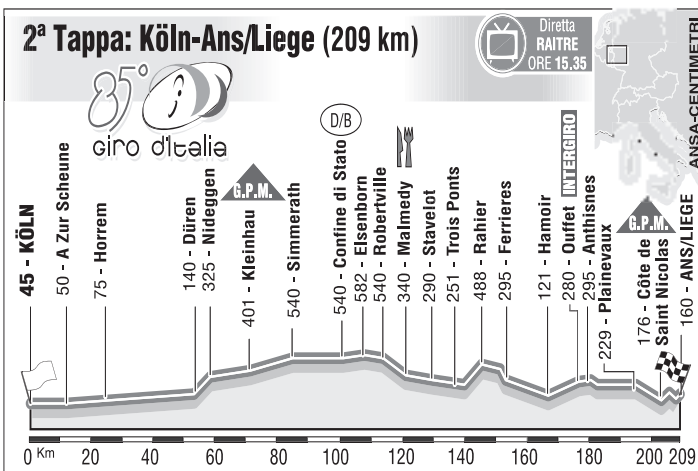 2ª Tappa: Köln-Ans/Liege (209 km)
Diretta
RAITRE
ORE 15.35
ANSA-CENTIMETRI
85°
giro d'italia
D/B
45 - KÖLN
50 - A Zur Scheune
75 - Horrem
140 - Düren
325 - Nideggen
G.P.M.
401 - Kleinhau
540 - Simmerath
540 - Confine di Stato
582 - Elsenborn
540 - Robertville
340 - Malmedy
290 - Stavelot
251 - Trois Ponts
488 - Rahier
295 - Ferrieres
121 - Hamoir
280 - Ouffet INTERGIRO
295 - Anthisnes
229 - Plainevaux
G.P.M.
176 - Côte de
Saint Nicolas
160 - ANS/LIEGE
0 Km 20 40 60 80 100 120 140 160 180 200 209